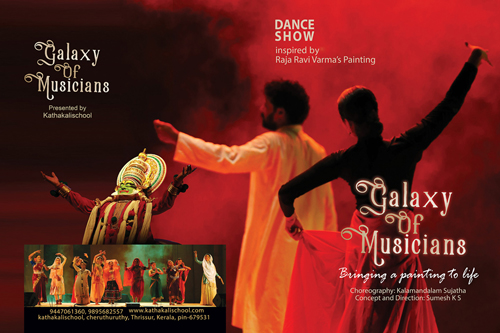 Galaxy
Of
Musicians
Presented by
Kathakalischool
DANCE
SHOW
inspired by
Raja Ravi Varma's Painting
Galaxy
Of
Musicians
Bringing a painting to life
Choreography: Kalamandalam Sujatha
Concept and Direction: Sumesh K S
9447061360, 9895682557 www.kathakalischool.com
kathakalischool, cheruthuruthy, Thrissur, Kerala, pin-679531